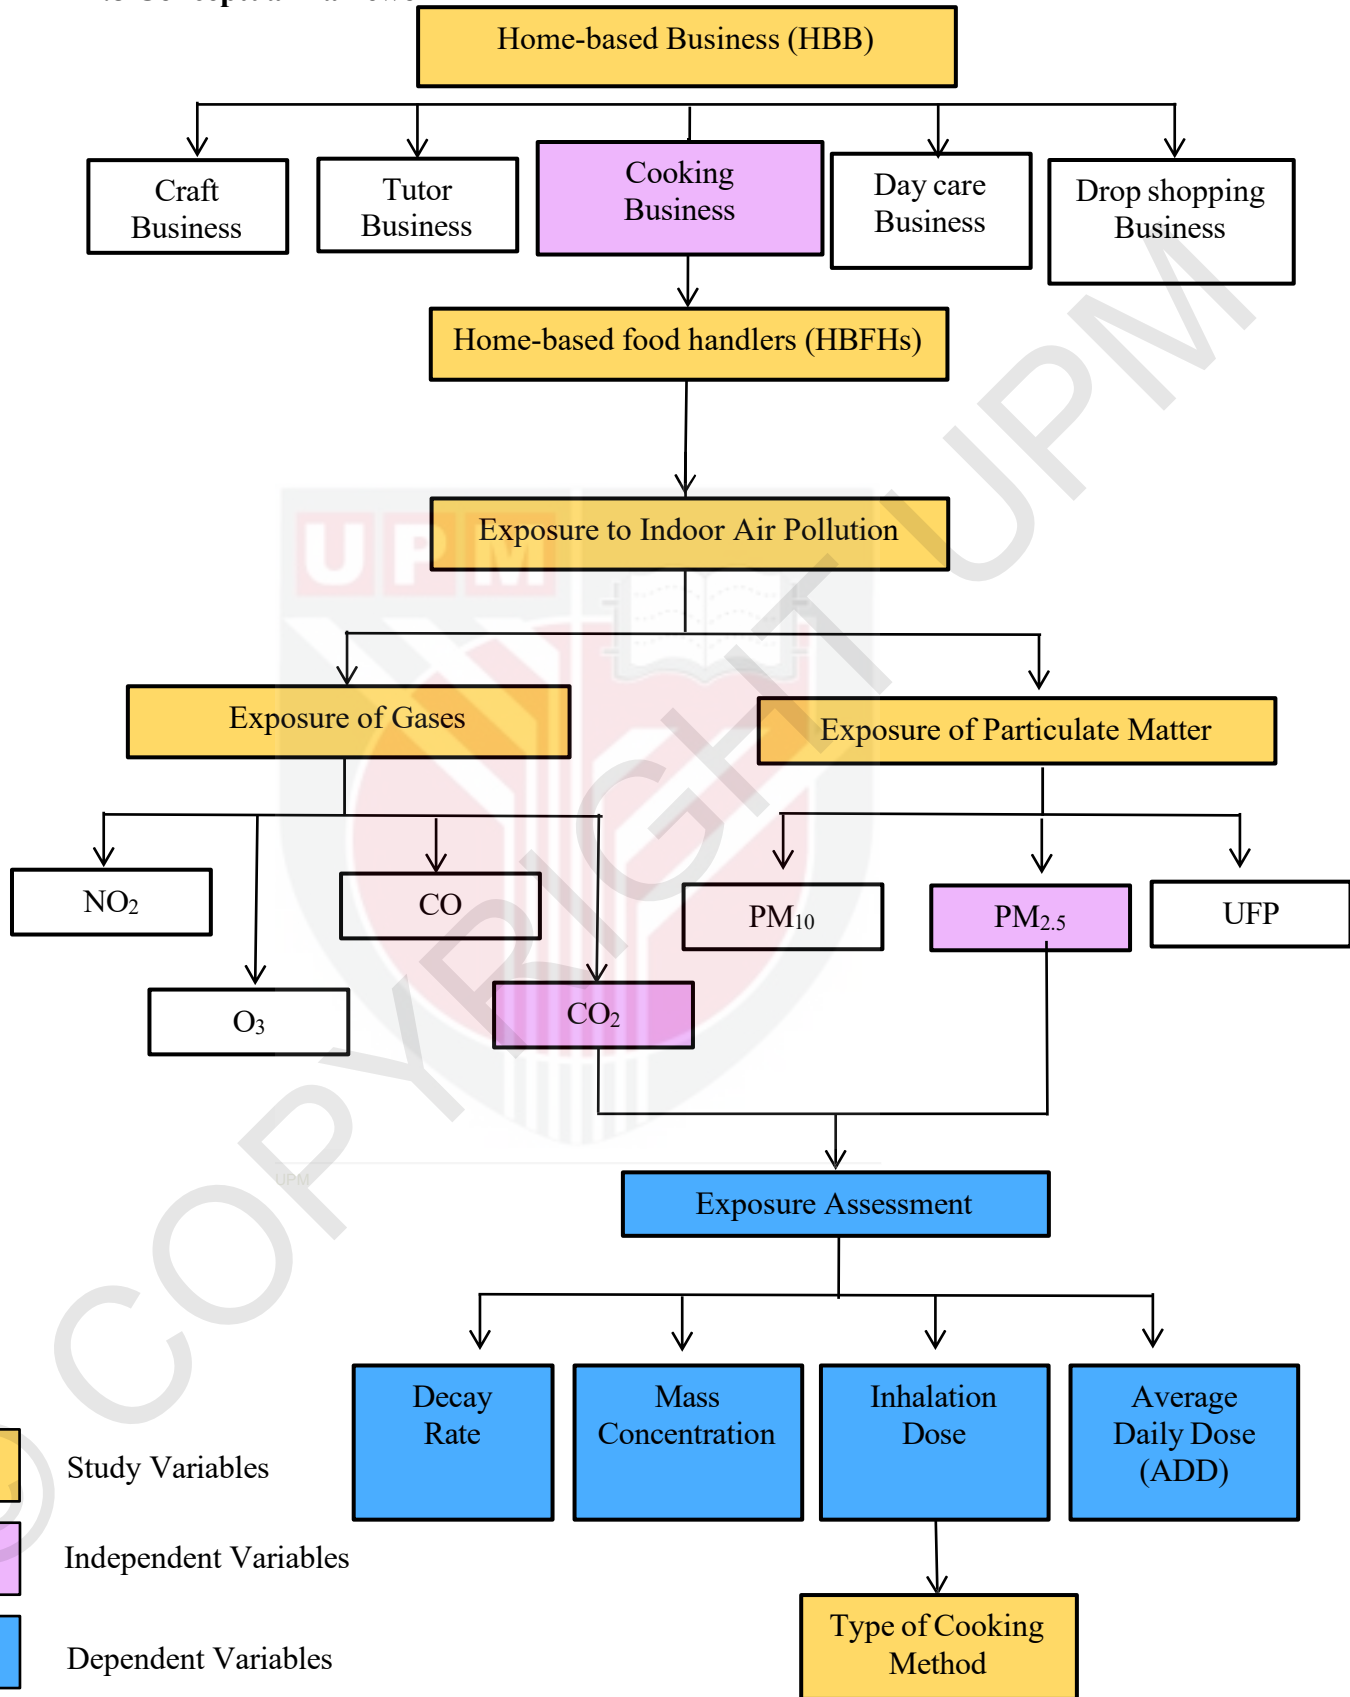 Home-based Business (HBB)
Craft
Business
Tutor
Business
Cooking
Business
Day care
Business
Drop shopping
Business
Home-based food handlers (HBFHs)
Exposure to Indoor Air Pollution
UPM
Exposure of Gases
Exposure of Particulate Matter
NO₂
CO
PM₁₀
PM₂.₅
UFP
O₃
CO₂
UPM
Exposure Assessment
Decay
Rate
Mass
Concentration
Inhalation
Dose
Average
Daily Dose
(ADD)
Study Variables
Independent Variables
Dependent Variables
Type of Cooking
Method
© COPYRIGHT UPM